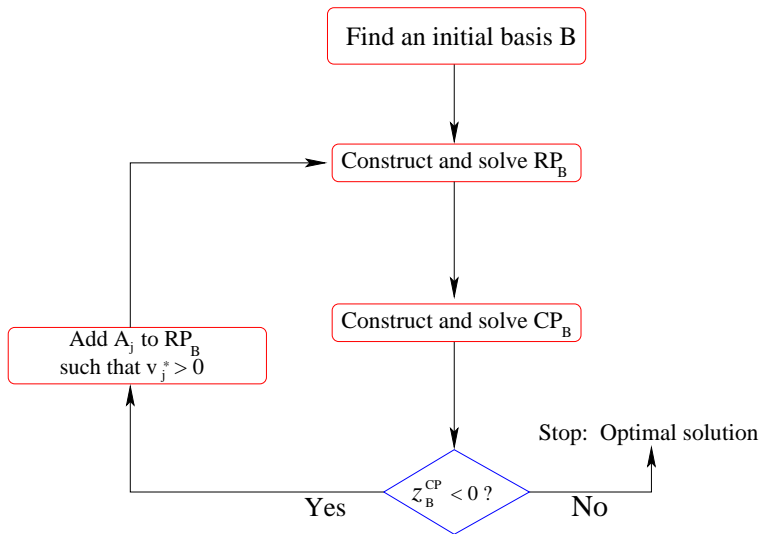 Find an initial basis B
Construct and solve RP_B
Construct and solve CP_B
Add A_j to RP_B
such that v_j^* > 0
Stop: Optimal solution
z_B^CP < 0 ?
Yes
No